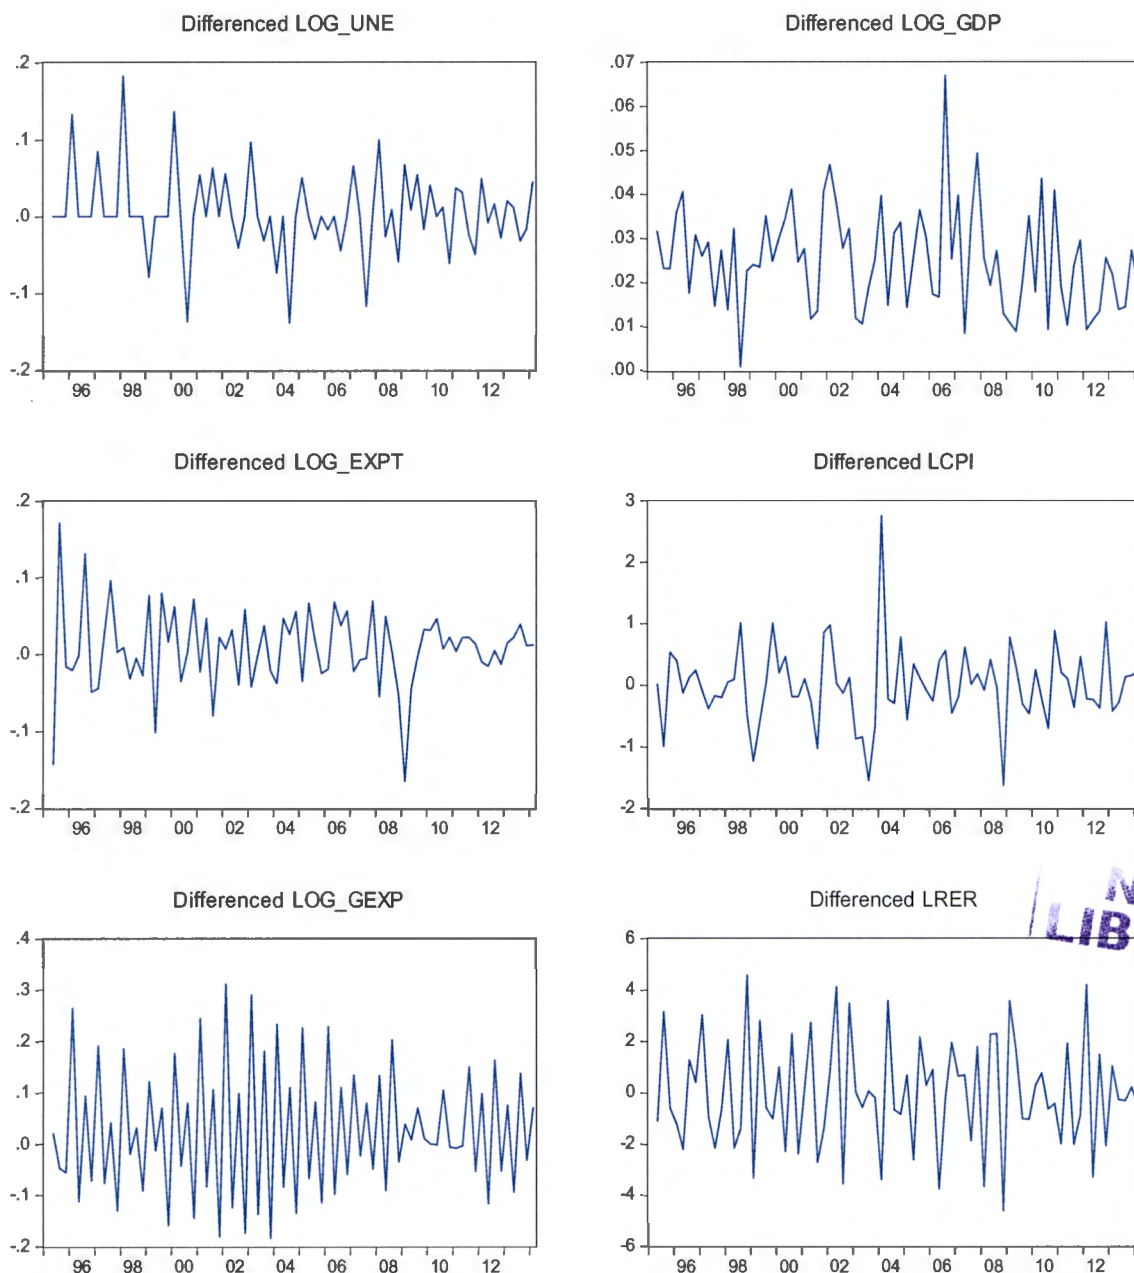 Differenced LOG_UNE
.2
.1
.0
-.1
-.2
96 98 00 02 04 06 08 10 12
Differenced LOG_GDP
.07
.06
.05
.04
.03
.02
.01
.00
96 98 00 02 04 06 08 10 12
Differenced LOG_EXPT
.2
.1
.0
-.1
-.2
96 98 00 02 04 06 08 10 12
Differenced LCPI
3
2
1
0
-1
-2
96 98 00 02 04 06 08 10 12
Differenced LOG_GEXP
.4
.3
.2
.1
.0
-.1
-.2
96 98 00 02 04 06 08 10 12
Differenced LRER
6
4
2
0
-2
-4
-6
96 98 00 02 04 06 08 10 12
N
LIB